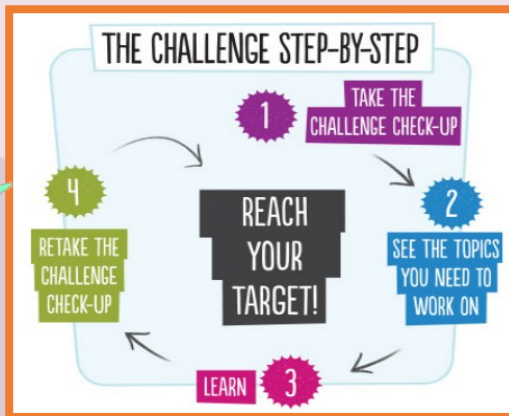 THE CHALLENGE STEP-BY-STEP
1
TAKE THE
CHALLENGE CHECK-UP
2
SEE THE TOPICS
YOU NEED TO
WORK ON
3
LEARN
4
RETAKE THE
CHALLENGE
CHECK-UP
REACH
YOUR
TARGET!